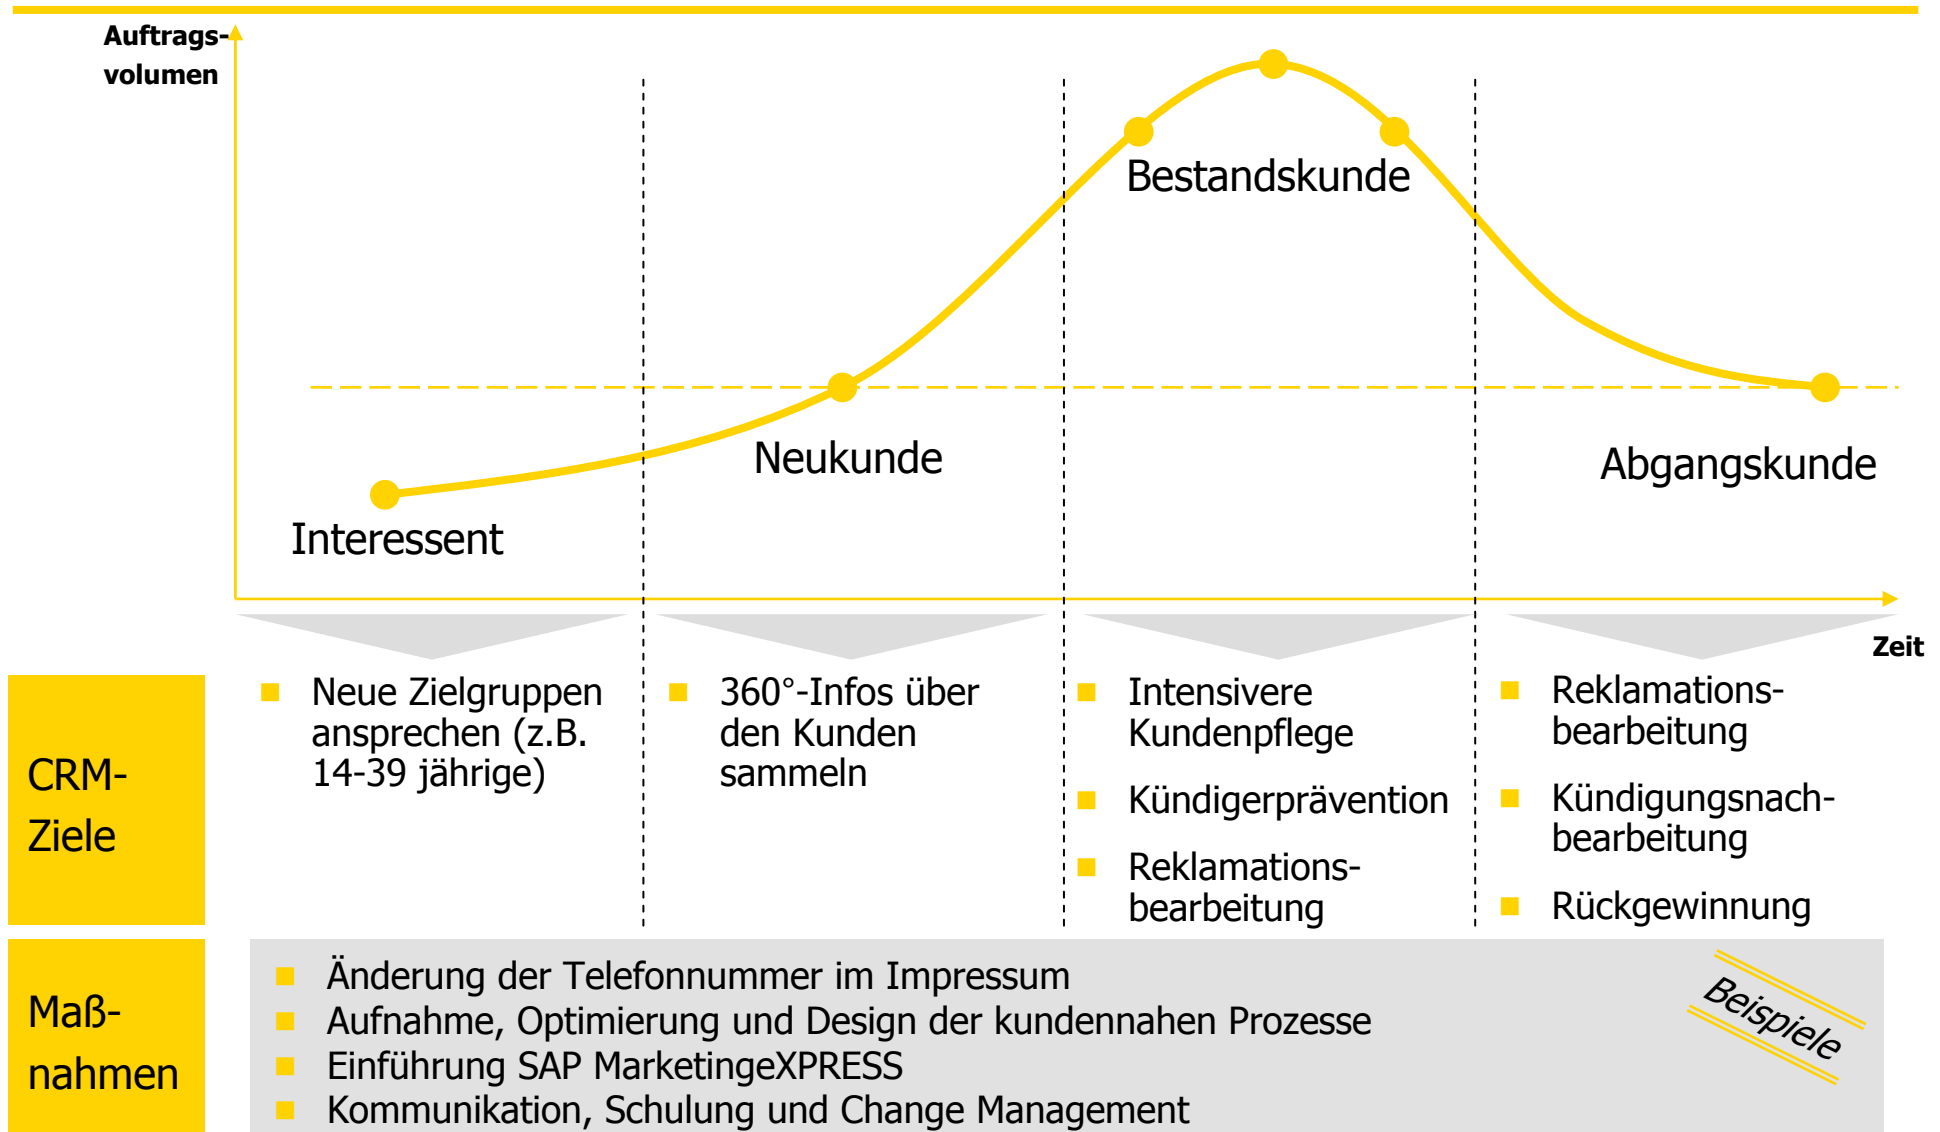 Auftrags-
volumen
Bestandskunde
Neukunde
Abgangskunde
Interessent
Zeit
CRM-
Ziele
Neue Zielgruppen
ansprechen (z.B.
14-39 jährige)
360°-Infos über
den Kunden
sammeln
Intensivere
Kundenpflege
Kündigerprävention
Reklamations-
bearbeitung
Reklamations-
bearbeitung
Kündigungsnach-
bearbeitung
Rückgewinnung
Maß-
nahmen
Änderung der Telefonnummer im Impressum
Aufnahme, Optimierung und Design der kundennahen Prozesse
Einführung SAP MarketingeXPRESS
Kommunikation, Schulung und Change Management
Beispiele